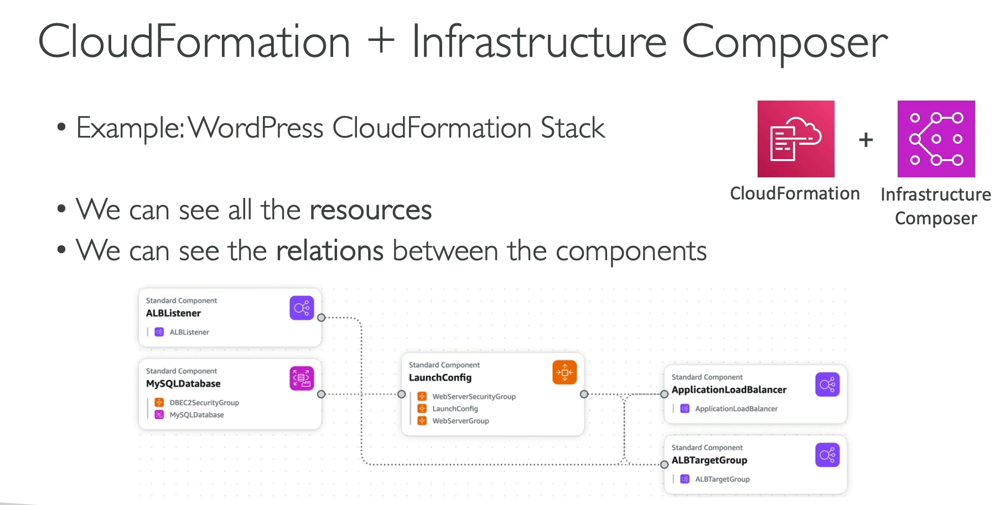 CloudFormation + Infrastructure Composer
• Example: WordPress CloudFormation Stack
• We can see all the resources
• We can see the relations between the components
+
CloudFormation
Infrastructure
Composer
Standard Component
ALBListener
ALBListener
Standard Component
MySQLDatabase
DBEC2SecurityGroup
MySQLDatabase
Standard Component
LaunchConfig
WebServerSecurityGroup
LaunchConfig
WebServerGroup
Standard Component
ApplicationLoadBalancer
ApplicationLoadBalancer
Standard Component
ALBTargetGroup
ALBTargetGroup